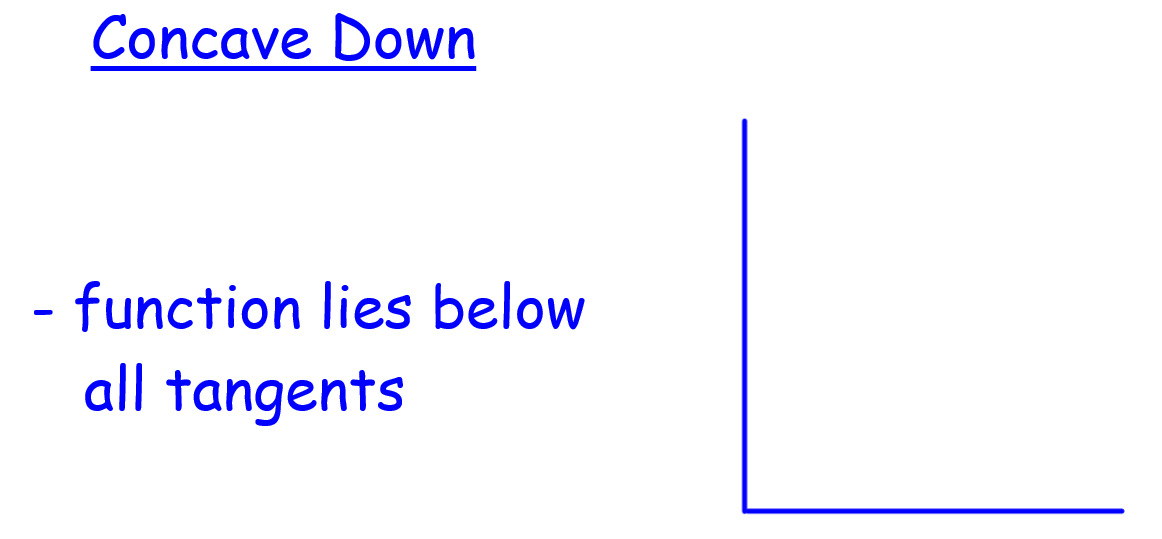 Concave Down
- function lies below
all tangents